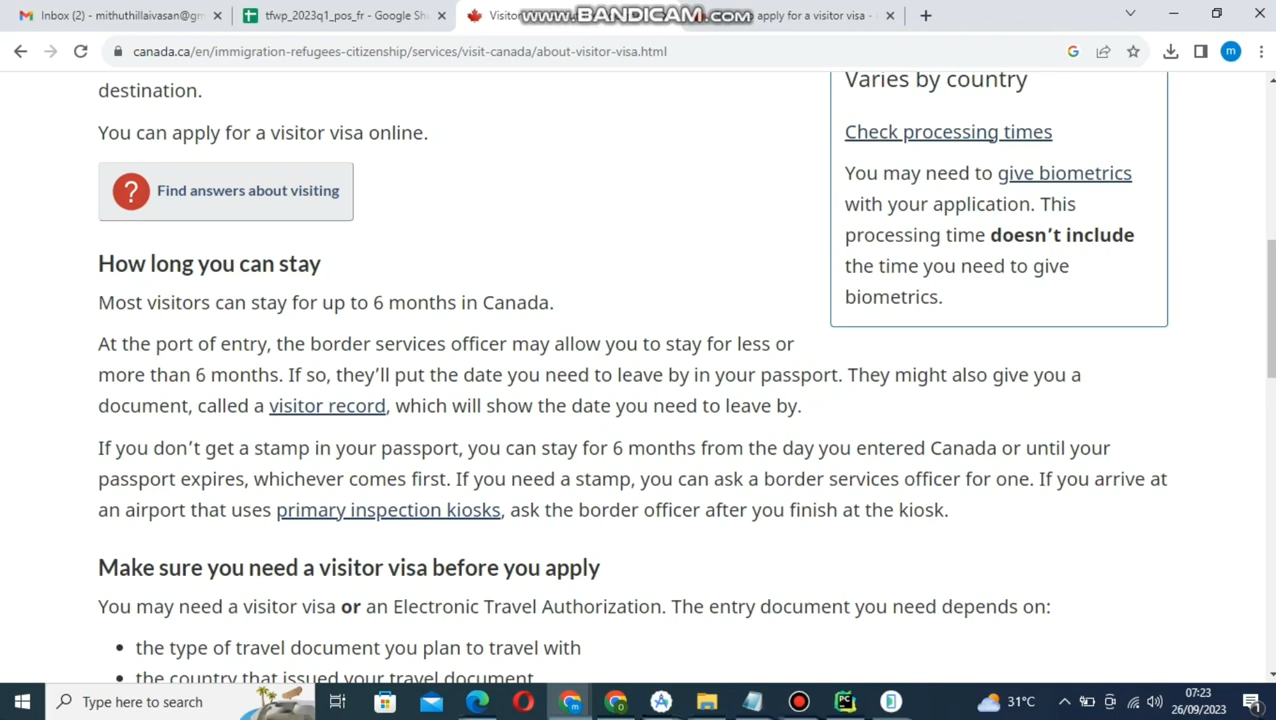 Inbox (2) - mithuthillaivasan@gm
tfwp_2023q1_pos_fr - Google She
Visitor
www.BANDICAM.com
apply for a visitor visa -
canada.ca/en/immigration-refugees-citizenship/services/visit-canada/about-visitor-visa.html
m
destination.
You can apply for a visitor visa online.
? Find answers about visiting
Varies by country
Check processing times
You may need to give biometrics
with your application. This
processing time doesn’t include
the time you need to give
biometrics.
How long you can stay
Most visitors can stay for up to 6 months in Canada.
At the port of entry, the border services officer may allow you to stay for less or
more than 6 months. If so, they’ll put the date you need to leave by in your passport. They might also give you a
document, called a visitor record, which will show the date you need to leave by.
If you don’t get a stamp in your passport, you can stay for 6 months from the day you entered Canada or until your
passport expires, whichever comes first. If you need a stamp, you can ask a border services officer for one. If you arrive at
an airport that uses primary inspection kiosks, ask the border officer after you finish at the kiosk.
Make sure you need a visitor visa before you apply
You may need a visitor visa or an Electronic Travel Authorization. The entry document you need depends on:
• the type of travel document you plan to travel with
• the country that issued your travel document
Type here to search
31°C
07:23
26/09/2023